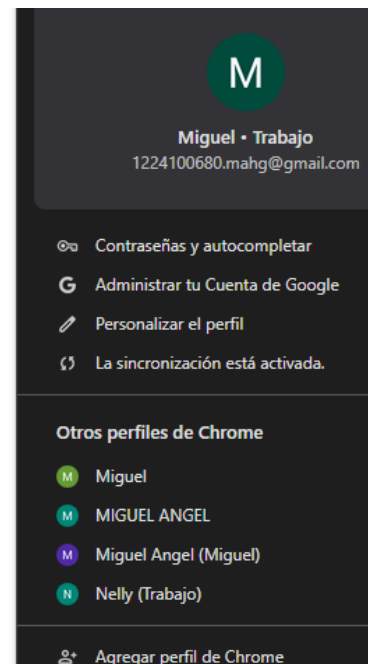 M
Miguel • Trabajo
1224100680.mahg@gmail.com
Contraseñas y autocompletar
G Administrar tu Cuenta de Google
Personalizar el perfil
La sincronización está activada.
Otros perfiles de Chrome
M Miguel
M MIGUEL ANGEL
M Miguel Angel (Miguel)
N Nelly (Trabajo)
Agregar perfil de Chrome